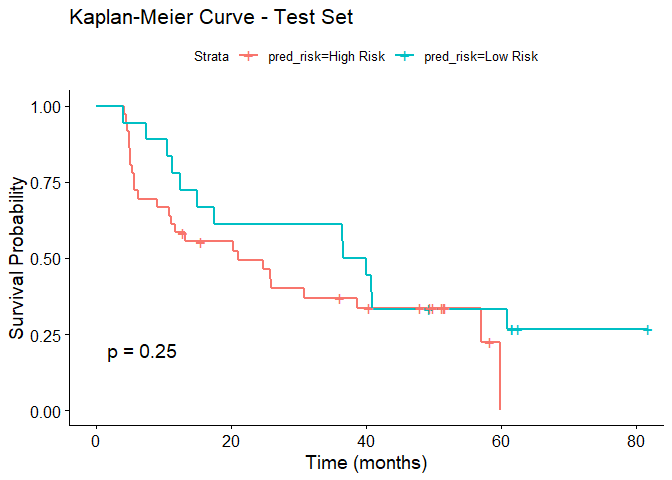 Kaplan-Meier Curve - Test Set
Strata pred_risk=High Risk pred_risk=Low Risk
Survival Probability
1.00
0.75
0.50
0.25
0.00
p = 0.25
0 20 40 60 80
Time (months)